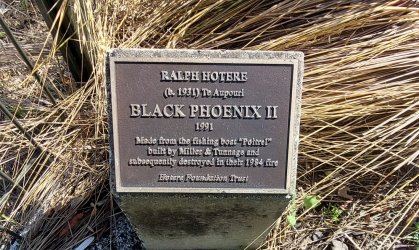 RALPH HOTERE
(b. 1931) Te Aupouri
BLACK PHOENIX II
1991
Made from the fishing boat "Poitrel"
built by Miller & Tunnage and
subsequently destroyed in their 1984 fire
Hotere Foundation Trust